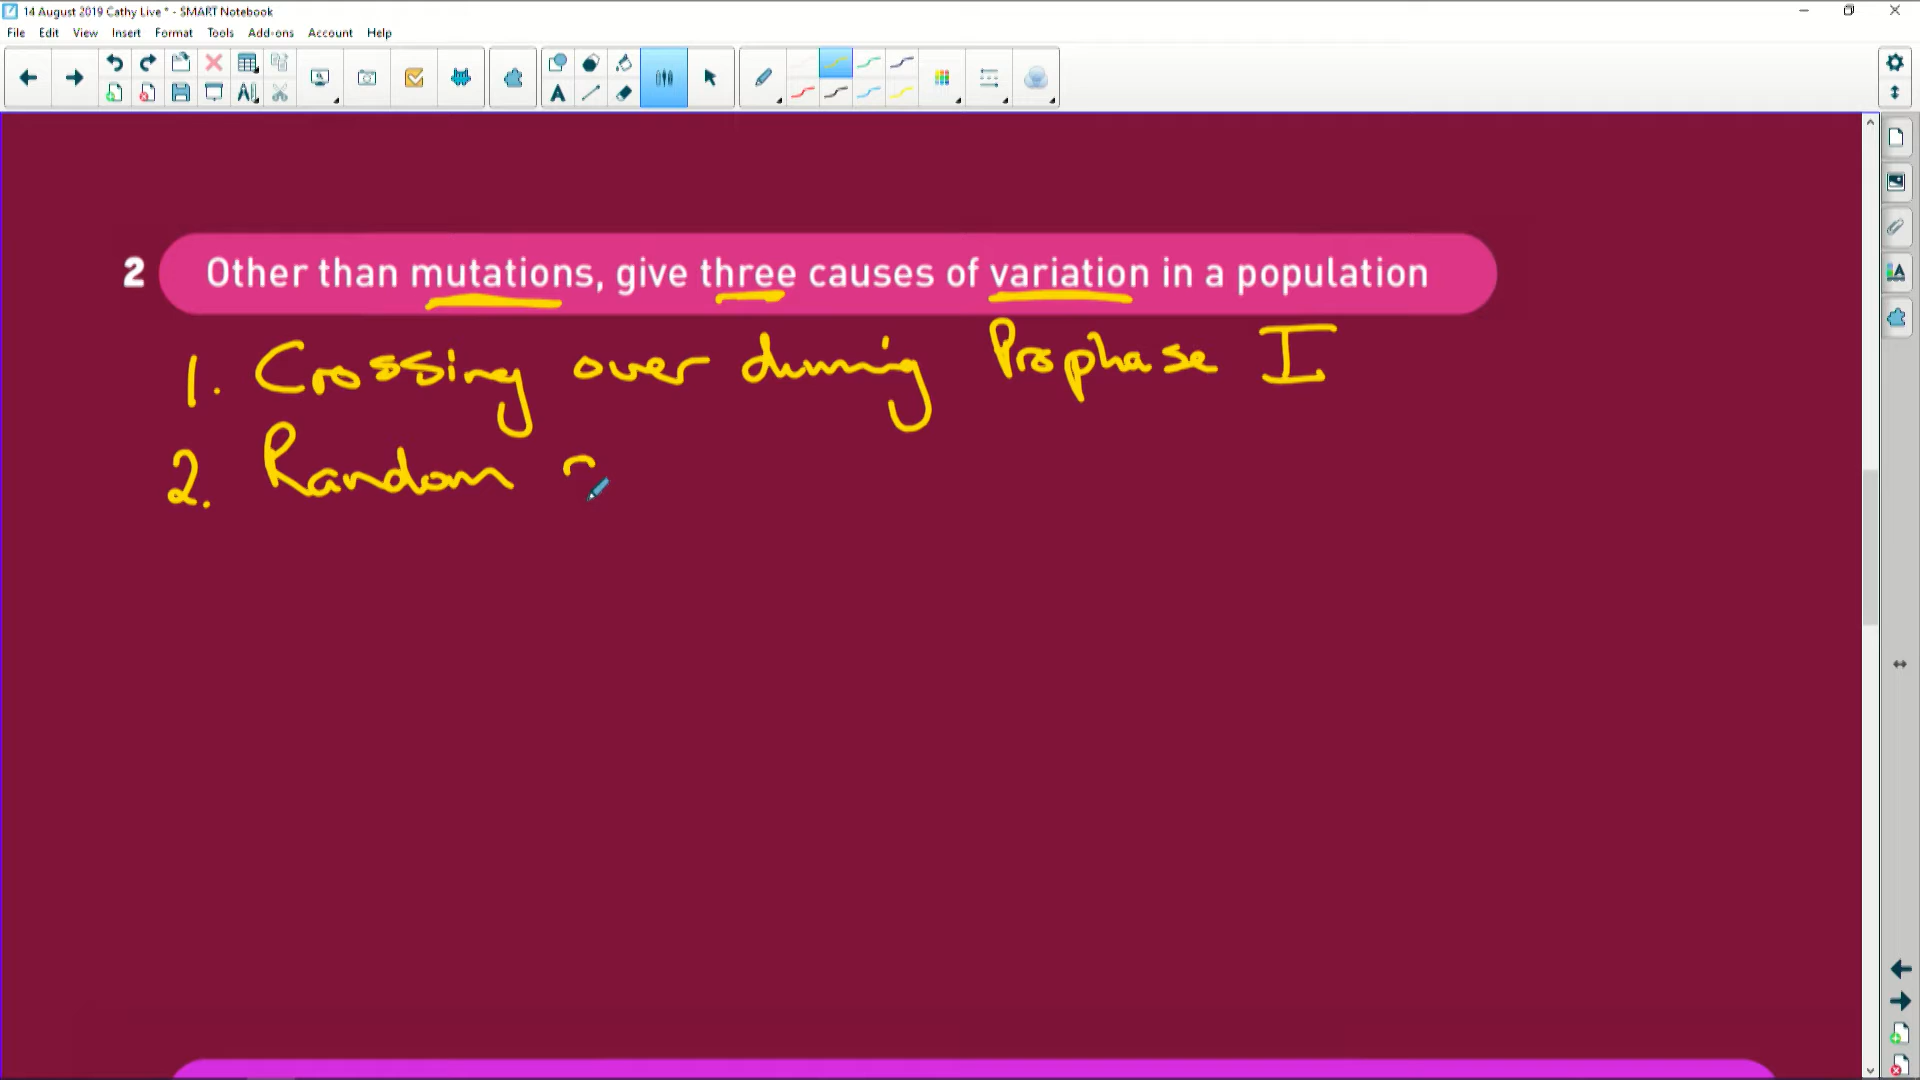 14 August 2019 Cathy Live * - SMART Notebook
File Edit View Insert Format Tools Add-ons Account Help
2 Other than mutations, give three causes of variation in a population
1. Crossing over during Prophase I
2. Random